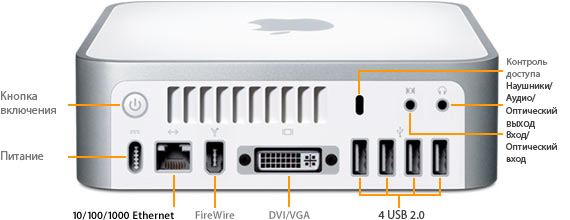 Контроль
доступа
Наушники/
Аудио/
Оптический
выход
Вход/
Оптический
вход
Кнопка
включения
Питание
10/100/1000 Ethernet
FireWire
DVI/VGA
4 USB 2.0